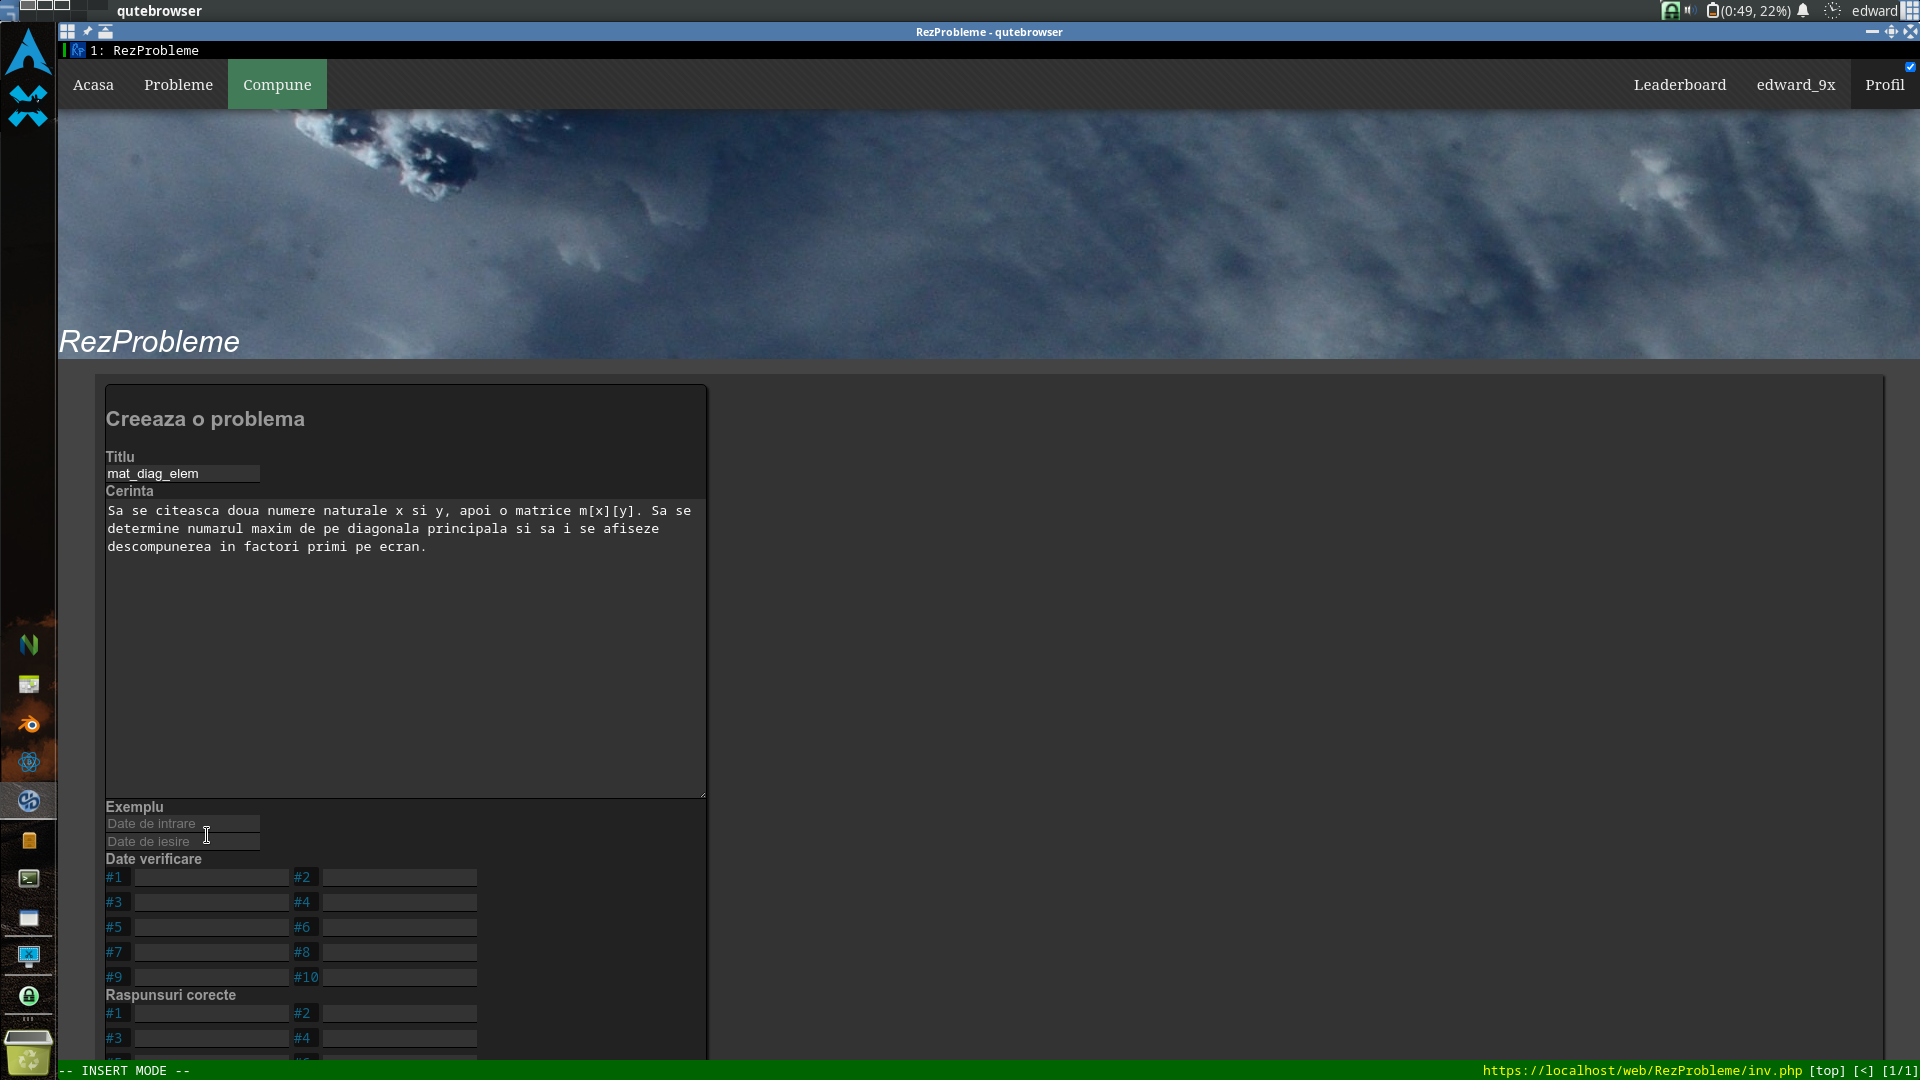 qutebrowser
(0:49, 22%)
edward
RezProbleme - qutebrowser
1: RezProbleme
Acasa
Probleme
Compune
Leaderboard
edward_9x
Profil
RezProbleme
Creeaza o problema
Titlu
mat_diag_elem
Cerinta
Sa se citeasca doua numere naturale x si y, apoi o matrice m[x][y]. Sa se
determine numarul maxim de pe diagonala principala si sa i se afiseze
descompunerea in factori primi pe ecran.
Exemplu
Date de intrare
Date de iesire
Date verificare
#1 #2
#3 #4
#5 #6
#7 #8
#9 #10
Raspunsuri corecte
#1 #2
#3 #4
-- INSERT MODE --
https://localhost/web/RezProbleme/inv.php [top] [<] [1/1]